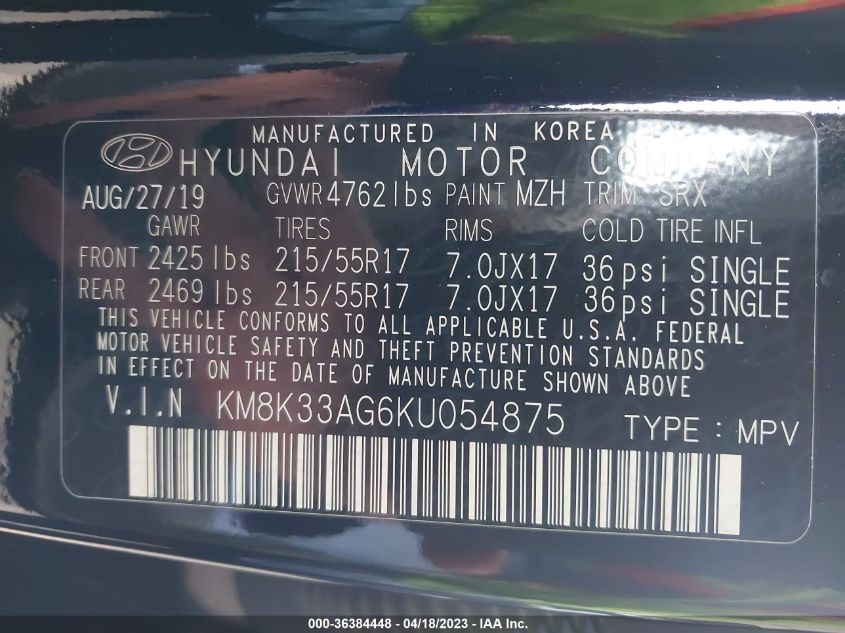 MANUFACTURED IN KOREA BY
HYUNDAI MOTOR COMPANY
AUG/27/19 GVWR 4762 lbs PAINT MZH TRIM SRX
GAWR TIRES RIMS COLD TIRE INFL
FRONT 2425 lbs 215/55R17 7.0JX17 36psi SINGLE
REAR 2469 lbs 215/55R17 7.0JX17 36psi SINGLE
THIS VEHICLE CONFORMS TO ALL APPLICABLE U.S.A. FEDERAL
MOTOR VEHICLE SAFETY AND THEFT PREVENTION STANDARDS
IN EFFECT ON THE DATE OF MANUFACTURE SHOWN ABOVE
V.I.N KM8K33AG6KU054875 TYPE : MPV
000-36384448 - 04/18/2023 - IAA Inc.